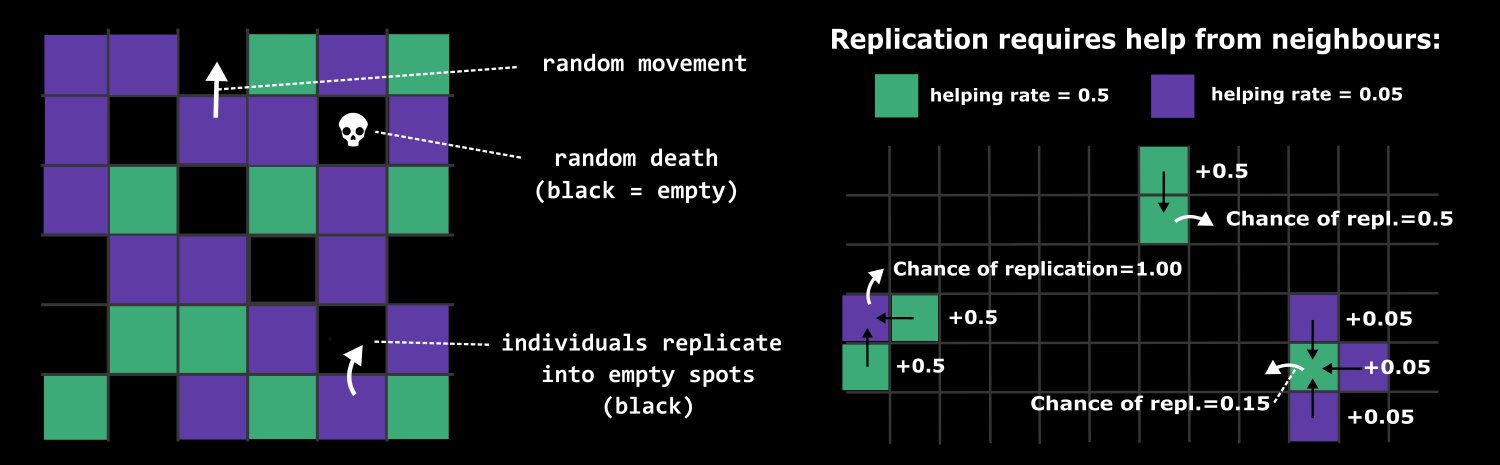 random movement
random death
(black = empty)
individuals replicate
into empty spots
(black)
Replication requires help from neighbours:
helping rate = 0.5
helping rate = 0.05
+0.5
Chance of repl.=0.5
Chance of replication=1.00
+0.5
+0.5
+0.05
+0.05
Chance of repl.=0.15
+0.05